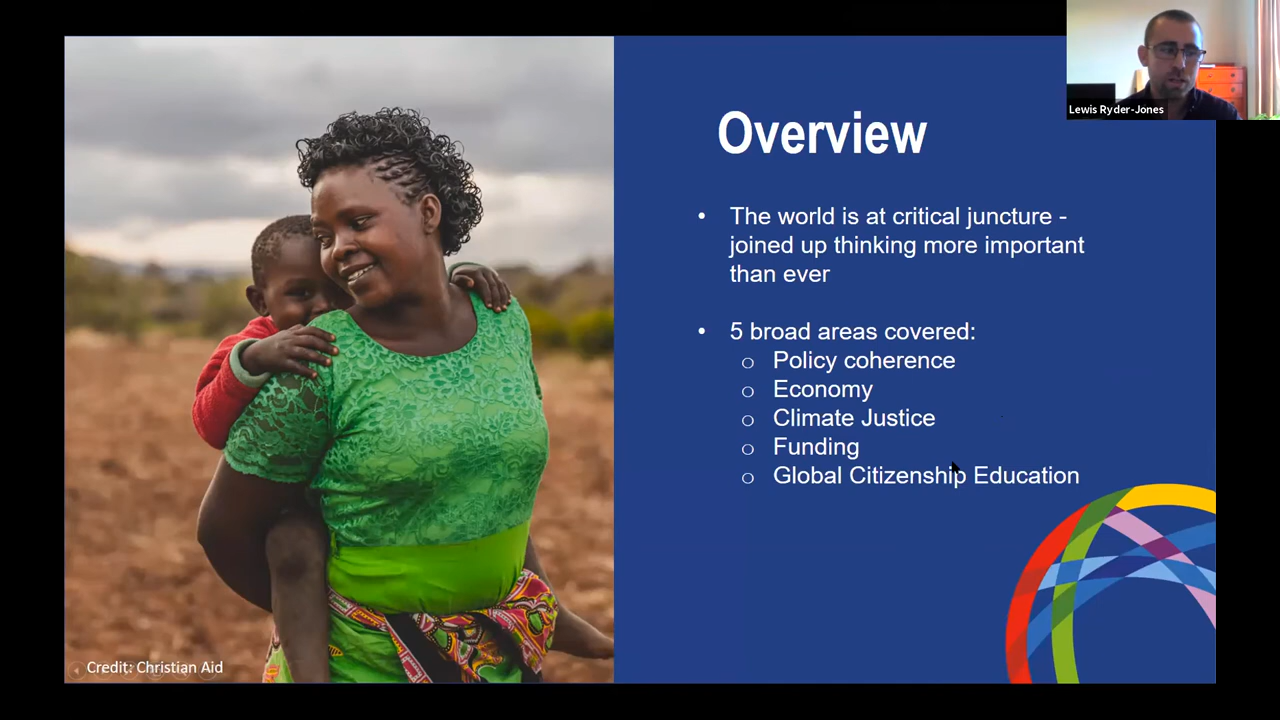 Lewis Ryder-Jones
Overview
• The world is at critical juncture -
joined up thinking more important
than ever
• 5 broad areas covered:
o Policy coherence
o Economy
o Climate Justice
o Funding
o Global Citizenship Education
Credit: Christian Aid